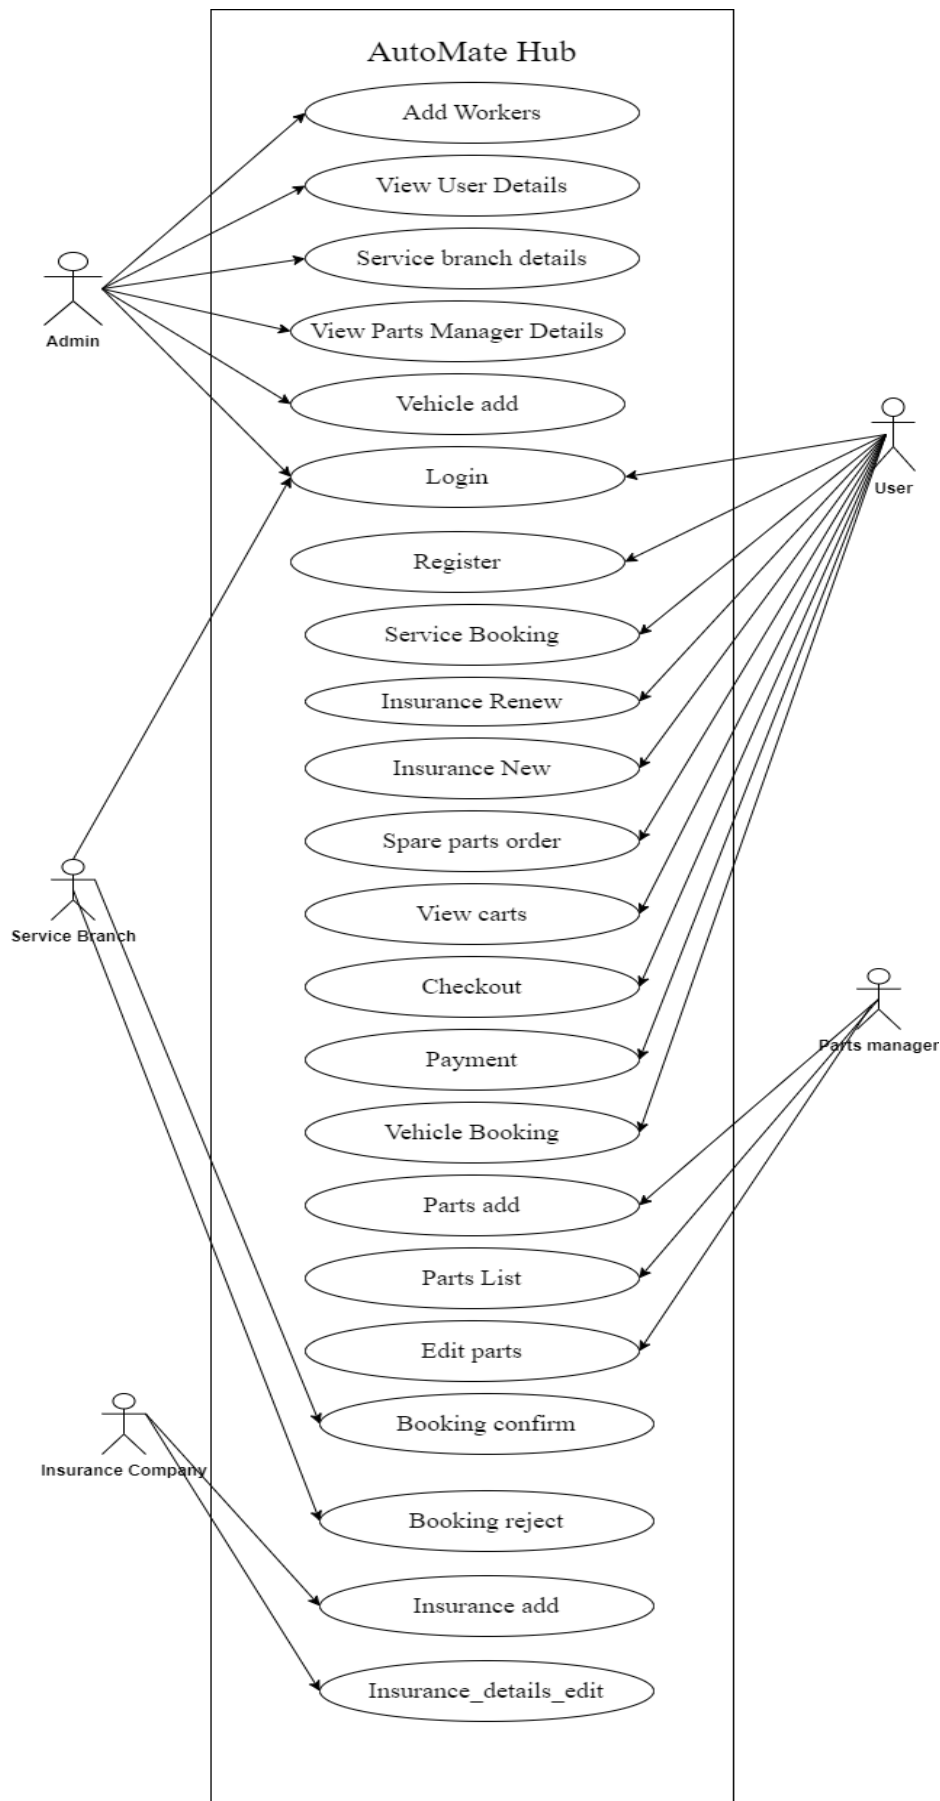 AutoMate Hub
Add Workers
View User Details
Service branch details
View Parts Manager Details
Admin
Vehicle add
Login
User
Register
Service Booking
Insurance Renew
Insurance New
Spare parts order
View carts
Service Branch
Checkout
Parts manager
Payment
Vehicle Booking
Parts add
Parts List
Edit parts
Booking confirm
Insurance Company
Booking reject
Insurance add
Insurance_details_edit